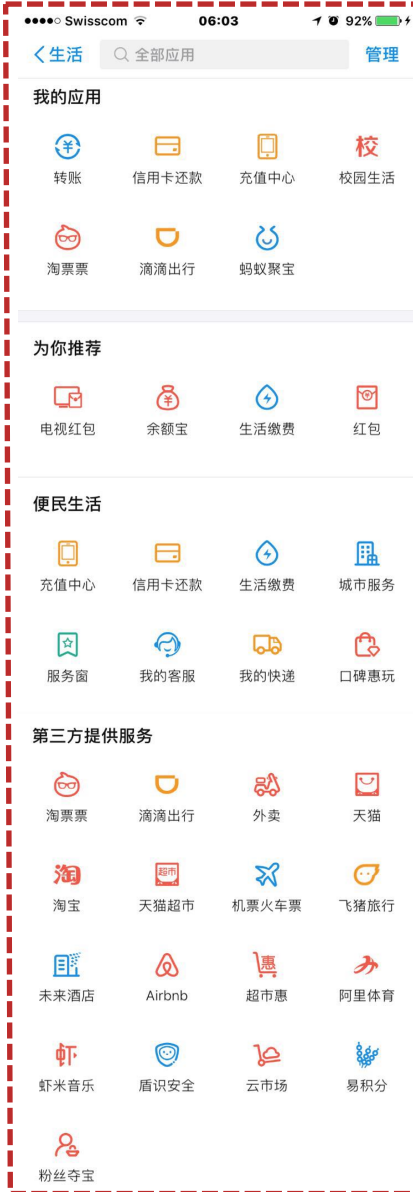 ●●●●○ Swisscom 06:03 92%
生活 全部应用 管理
我的应用
转账 信用卡还款 充值中心 校园生活
淘票票 滴滴出行 蚂蚁聚宝
为你推荐
电视红包 余额宝 生活缴费 红包
便民生活
充值中心 信用卡还款 生活缴费 城市服务
服务窗 我的客服 我的快递 口碑惠玩
第三方提供服务
淘票票 滴滴出行 外卖 天猫
淘宝 天猫超市 机票火车票 飞猪旅行
未来酒店 Airbnb 超市惠 阿里体育
虾米音乐 盾识安全 云市场 易积分
粉丝夺宝